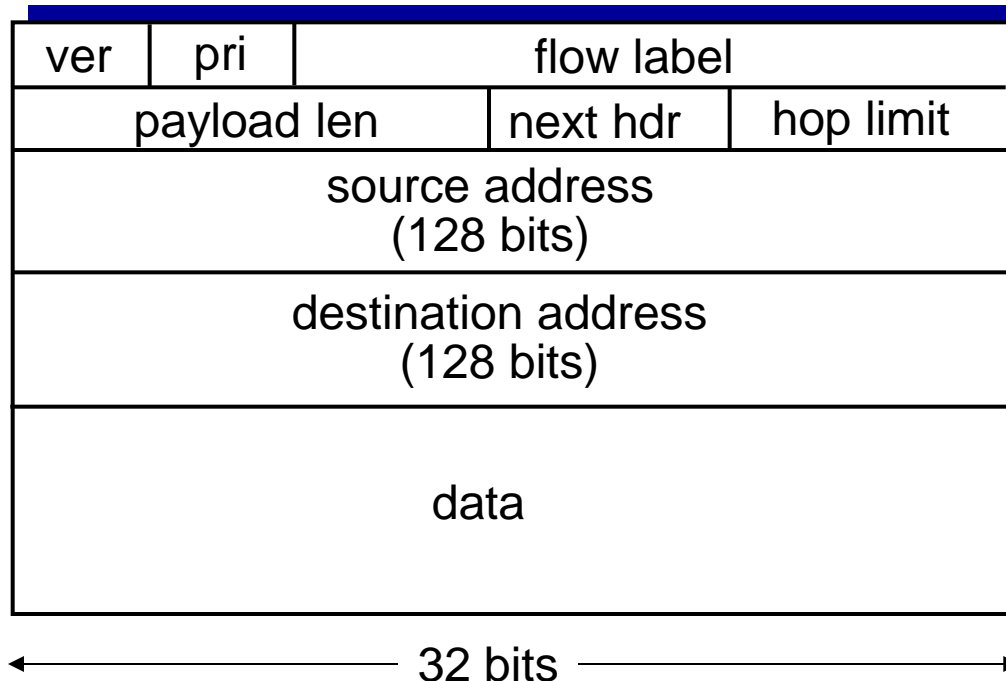 ver pri flow label
payload len next hdr hop limit
source address
(128 bits)
destination address
(128 bits)
data
32 bits